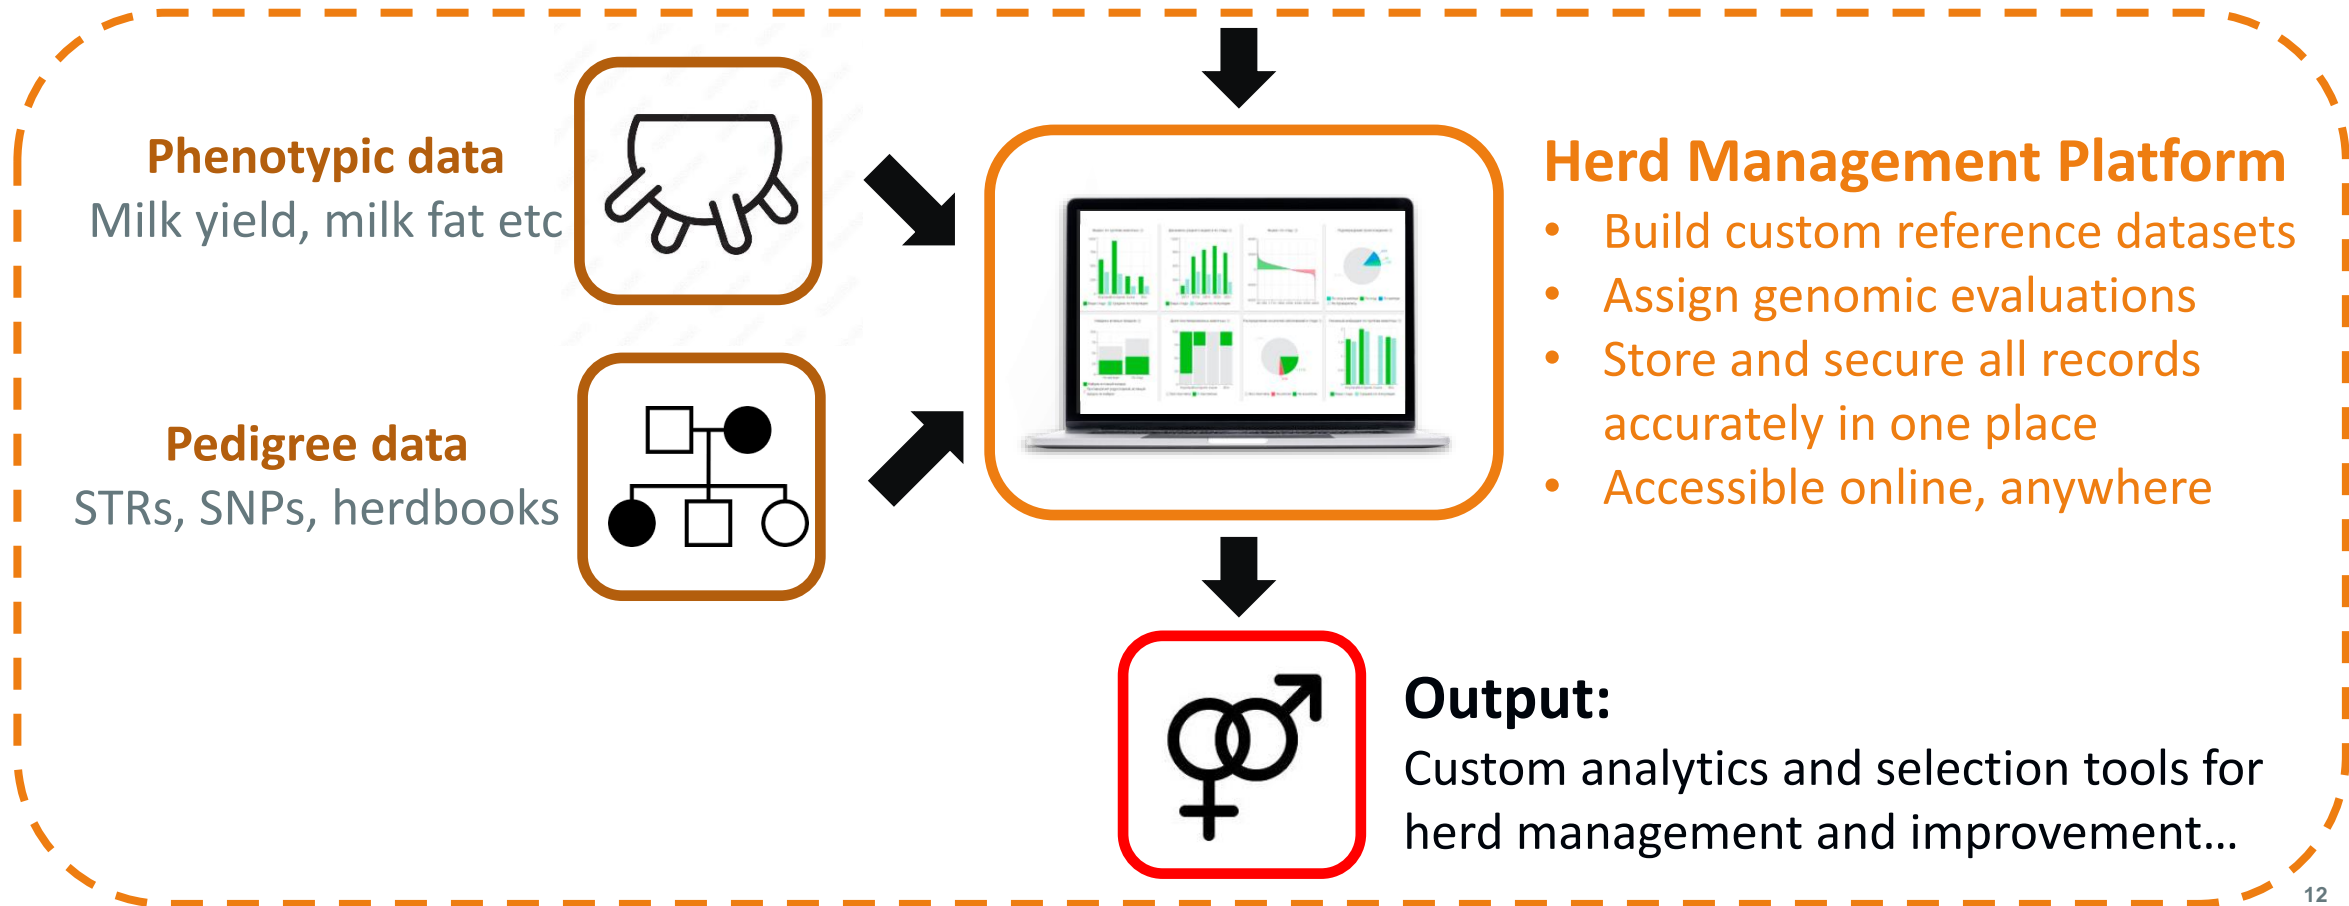 Phenotypic data
Milk yield, milk fat etc
Pedigree data
STRs, SNPs, herdbooks
Herd Management Platform
• Build custom reference datasets
• Assign genomic evaluations
• Store and secure all records
accurately in one place
• Accessible online, anywhere
Output:
Custom analytics and selection tools for
herd management and improvement...
12